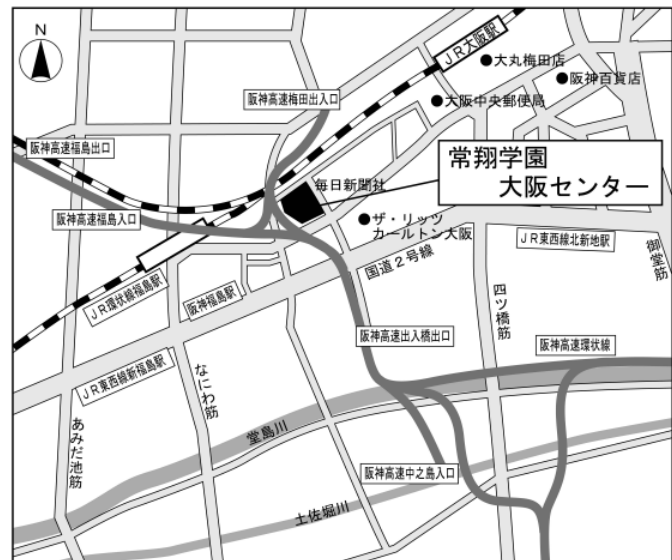 N
JR大阪駅
大丸梅田店
阪神百貨店
大阪中央郵便局
阪神高速梅田出入口
阪神高速福島出口
毎日新聞社
常翔学園
大阪センター
阪神高速福島入口
ザ・リッツ
カールトン大阪
国道2号線
JR東西線北新地駅
御堂筋
JR環状線福島駅
阪神福島駅
四ツ橋筋
阪神高速出入橋出口
阪神高速環状線
JR東西線新福島駅
なにわ筋
あみだ池筋
堂島川
阪神高速中之島入口
土佐堀川